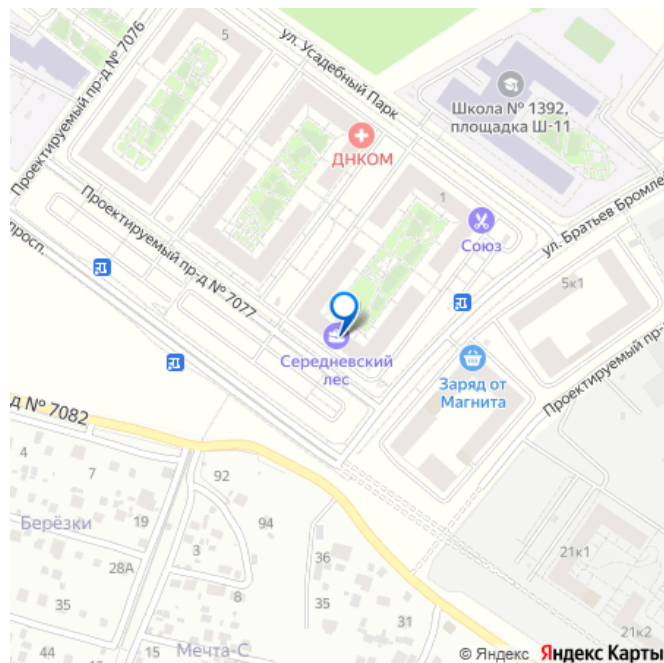 5
ул. Усадебный Парк
Проектируемый пр-д № 7076
Школа № 1392,
площадка Ш-11
ДНКОМ
1
Союз
ул. Братьев Бромлей
Проектируемый пр-д № 7077
просп.
5к1
Середневский
лес
Заряд от
Магнита
Проектируемый пр-
д № 7082
4
7
92
Берёзки
19
94
3
28А
36
21к1
8
35
35
31
44
15
Мечта-С
21к2
© Яндекс Яндекс Карты